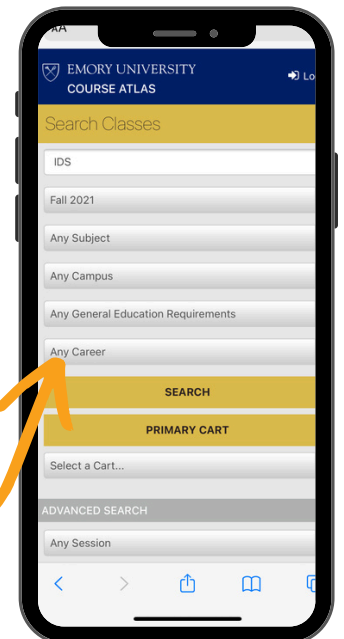 AA
EMORY UNIVERSITY
COURSE ATLAS
Lo
Search Classes
IDS
Fall 2021
Any Subject
Any Campus
Any General Education Requirements
Any Career
SEARCH
PRIMARY CART
Select a Cart...
ADVANCED SEARCH
Any Session